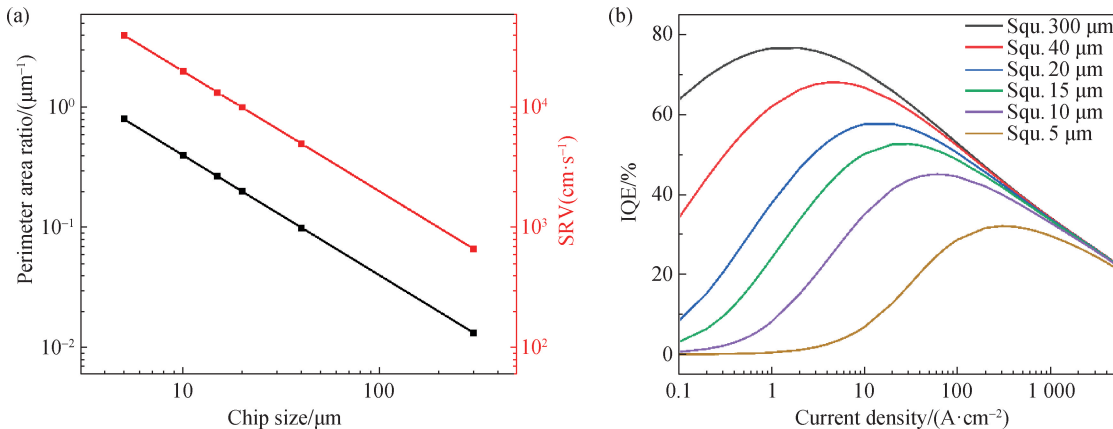 (a)
Perimeter area ratio/(μm⁻¹)
10⁰
10⁻¹
10⁻²
10
100
Chip size/μm
10⁴
10³
10²
SRV(cm·s⁻¹)
(b)
IQE/%
80
60
40
20
0
0.1
1
10
100
1 000
Current density/(A·cm⁻²)
Squ. 300 μm
Squ. 40 μm
Squ. 20 μm
Squ. 15 μm
Squ. 10 μm
Squ. 5 μm